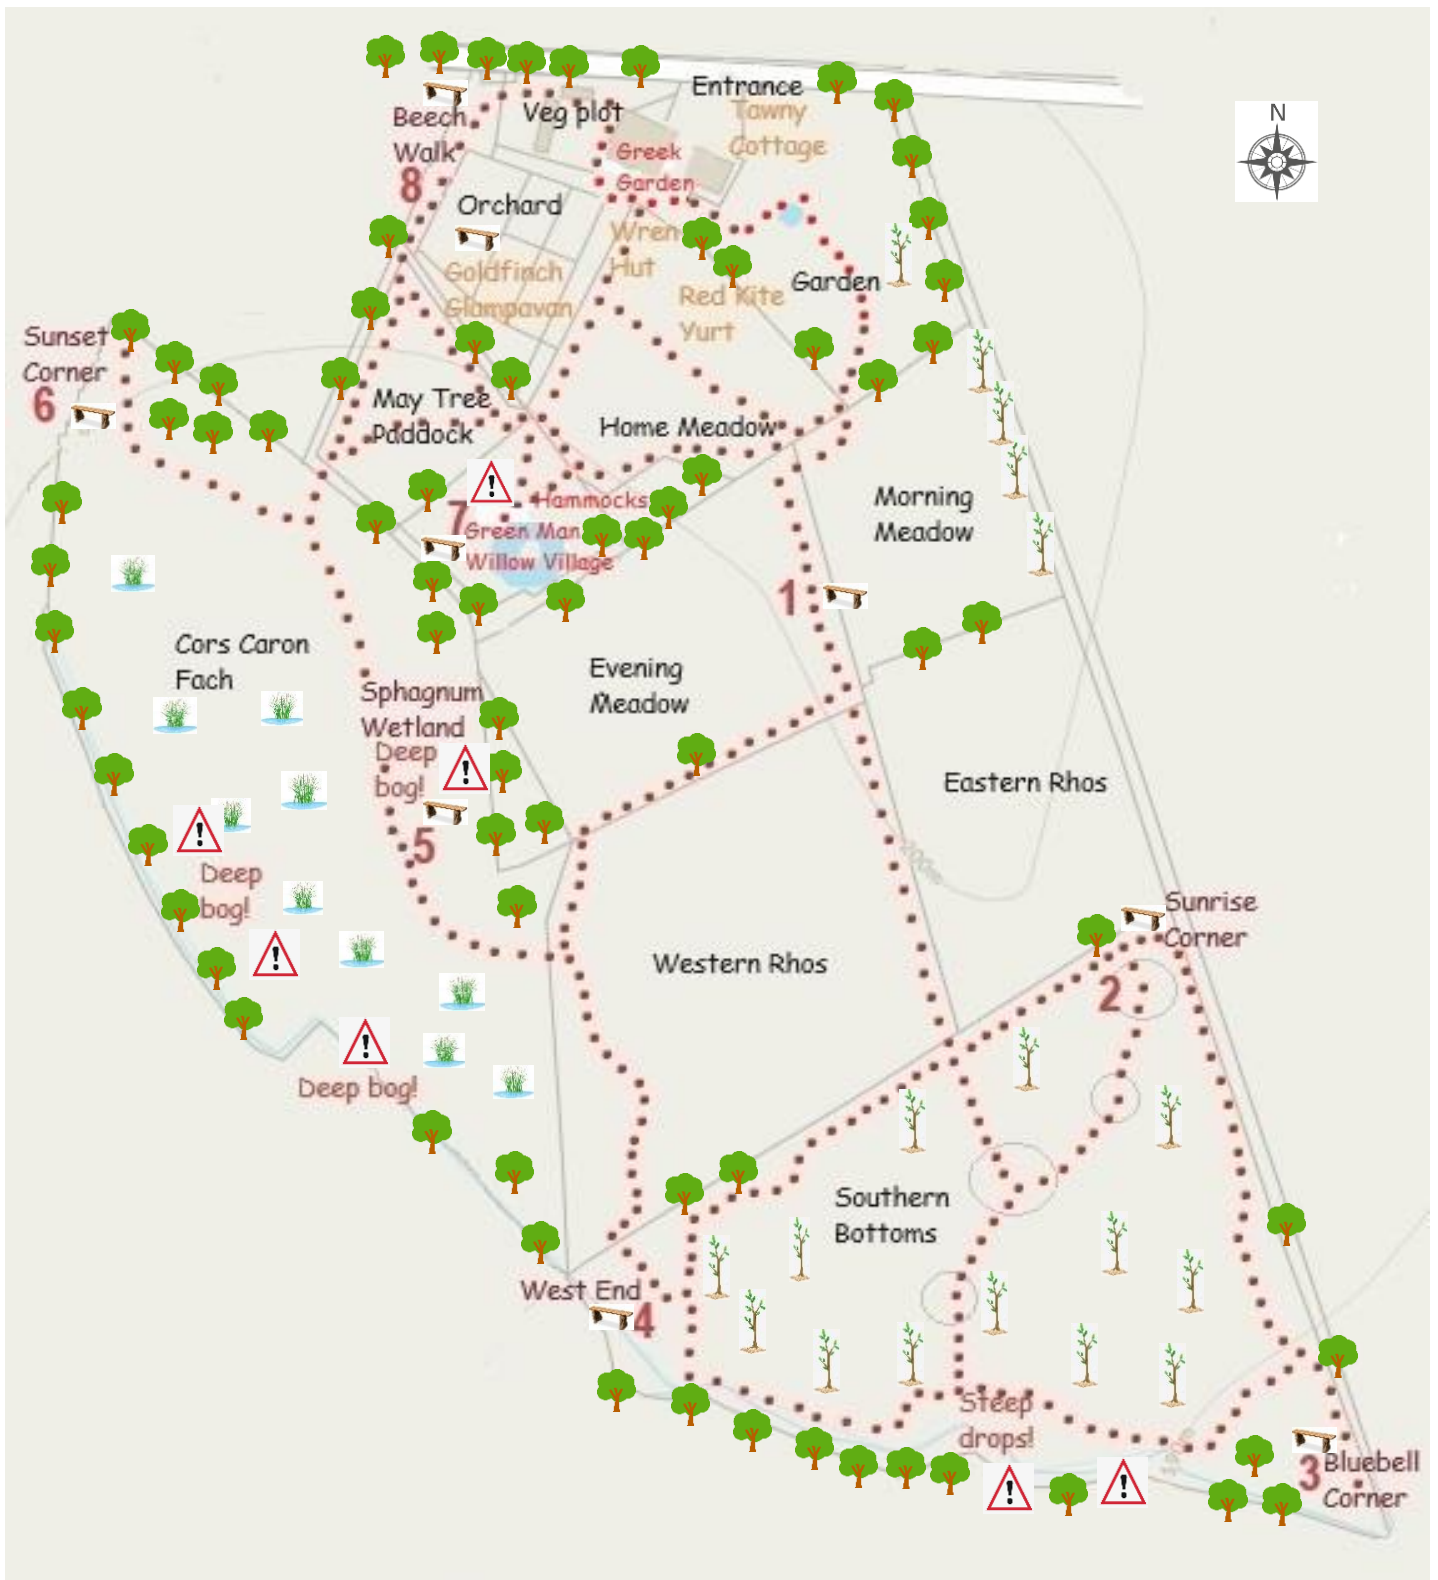 Entrance
N
Veg plot
Tawny
Cottage
Beech
Walk
8
Greek
Garden
Orchard
Wren
Hut
Goldfinch
Glampavan
Garden
Red Kite
Yurt
Sunset
Corner
6
May Tree
Paddock
Home Meadow
!
Hammocks
7
Green Man
Willow Village
Morning
Meadow
1
Cors Caron
Fach
Evening
Meadow
Sphagnum
Wetland
Deep
bog!
!
5
Eastern Rhos
!
Deep
bog!
!
Sunrise
Corner
2
Western Rhos
!
Deep bog!
Southern
Bottoms
West End
4
Steep
drops!
!
!
3
Bluebell
Corner